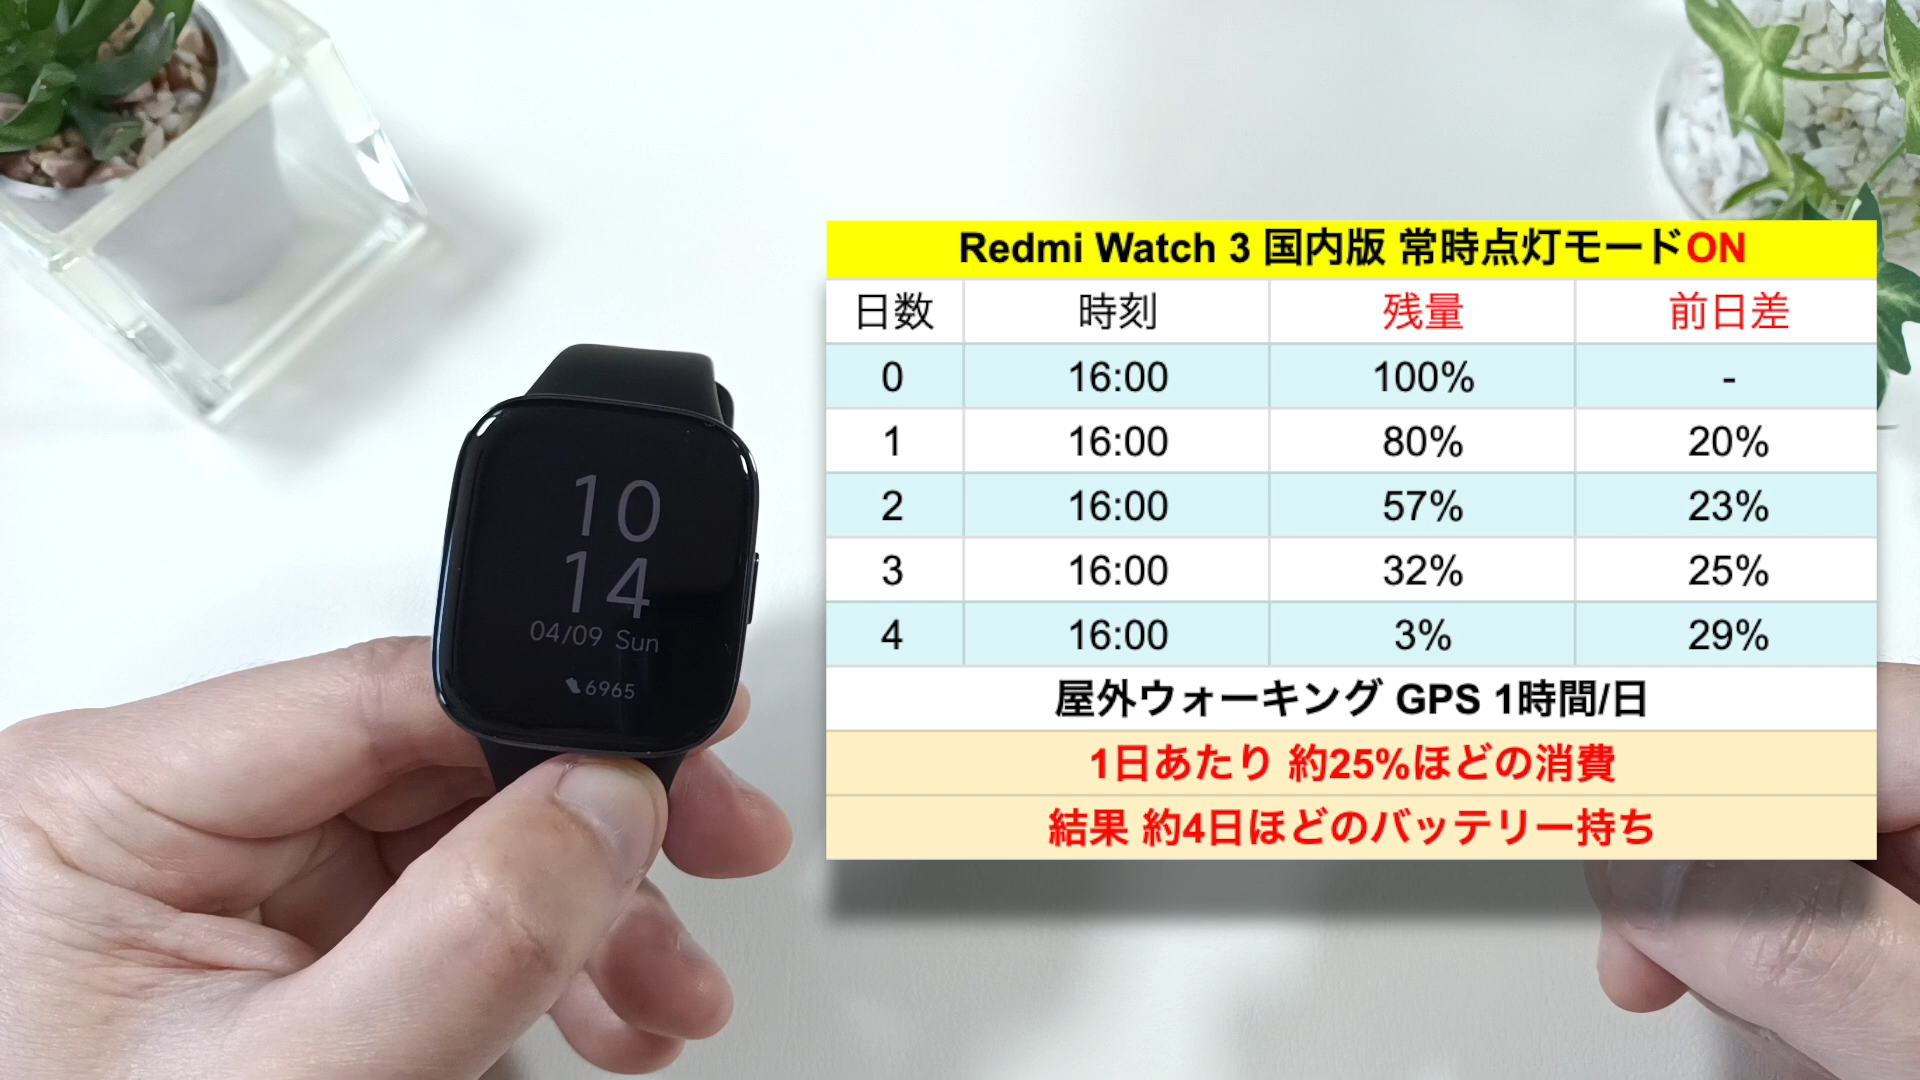 10
14
04/09 Sun
6965
Redmi Watch 3 国内版 常時点灯モードON
日数 時刻 残量 前日差
0 16:00 100% -
1 16:00 80% 20%
2 16:00 57% 23%
3 16:00 32% 25%
4 16:00 3% 29%
屋外ウォーキング GPS 1時間/日
1日あたり 約25%ほどの消費
結果 約4日ほどのバッテリー持ち